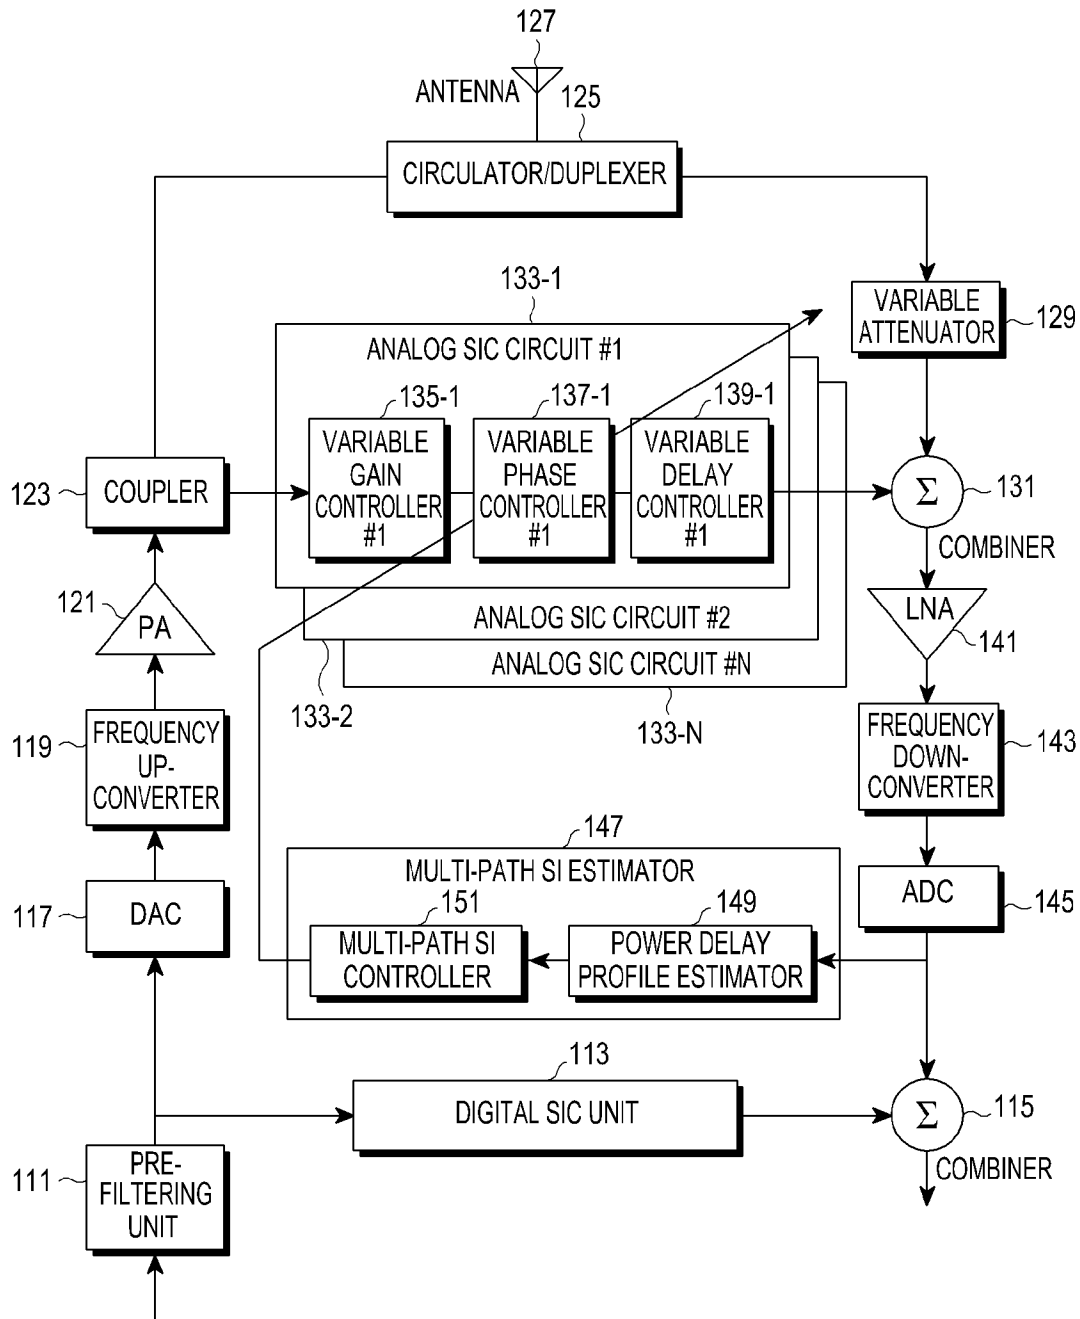 127
ANTENNA
125
CIRCULATOR/DUPLEXER
133-1
ANALOG SIC CIRCUIT #1
VARIABLE
ATTENUATOR
129
135-1
137-1
139-1
VARIABLE
GAIN
CONTROLLER
#1
VARIABLE
PHASE
CONTROLLER
#1
VARIABLE
DELAY
CONTROLLER
#1
123
COUPLER
Σ
131
COMBINER
121
PA
ANALOG SIC CIRCUIT #2
ANALOG SIC CIRCUIT #N
133-2
133-N
LNA
141
119
FREQUENCY
UP-
CONVERTER
FREQUENCY
DOWN-
CONVERTER
143
147
MULTI-PATH SI ESTIMATOR
117
DAC
151
MULTI-PATH SI
CONTROLLER
149
POWER DELAY
PROFILE ESTIMATOR
ADC
145
113
DIGITAL SIC UNIT
Σ
115
COMBINER
111
PRE-
FILTERING
UNIT